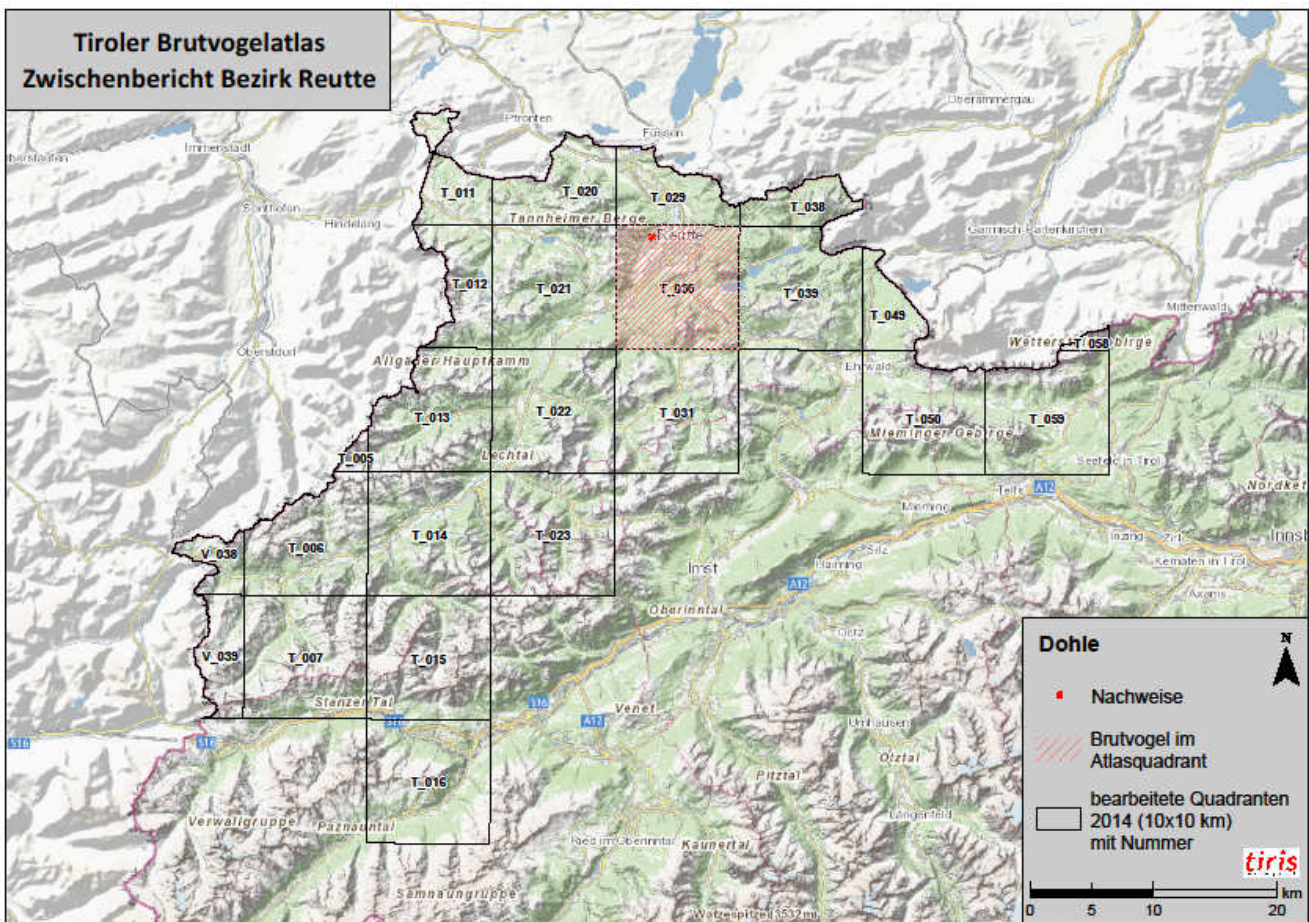 Tiroler Brutvogelatlas
Zwischenbericht Bezirk Reutte
Oberammergau
Pfronten
Füssen
Immenstadt
T_011
T_020
T_029
T_038
Sonthofen
Hindelang
Tannheimer Berge
Reutte
Garmisch-Partenkirchen
T_012
T_021
T_039
T_049
Mittenwald
Oberstdorf
T_058
Allgäuer Hauptkamm
Ehrwald
T_013
T_022
T_031
T_050
T_059
Mieminger Gebirge
T_005
Lechtal
Seefeld in Tirol
Telfs
A12
Mieming
V_038
T_006
T_014
T_023
Inzing
Zirl
Imst
Silz
Haiming
A12
Kematen in Tirol
Axams
Oberinntal
V_039
T_007
T_015
Stanzer Tal
S16
S16
S16
S16
A12
Venet
Umhausen
Ötztal
T_016
Pitztal
Verwallgruppe
Paznauntal
Längenfeld
Ried im Oberinntal
Kaunertal
Samnaungruppe
Watzespitze 3532m
Dohle
N
Nachweise
Brutvogel im
Atlasquadrant
bearbeitete Quadranten
2014 (10x10 km)
mit Nummer
tiris
km
0 5 10 20